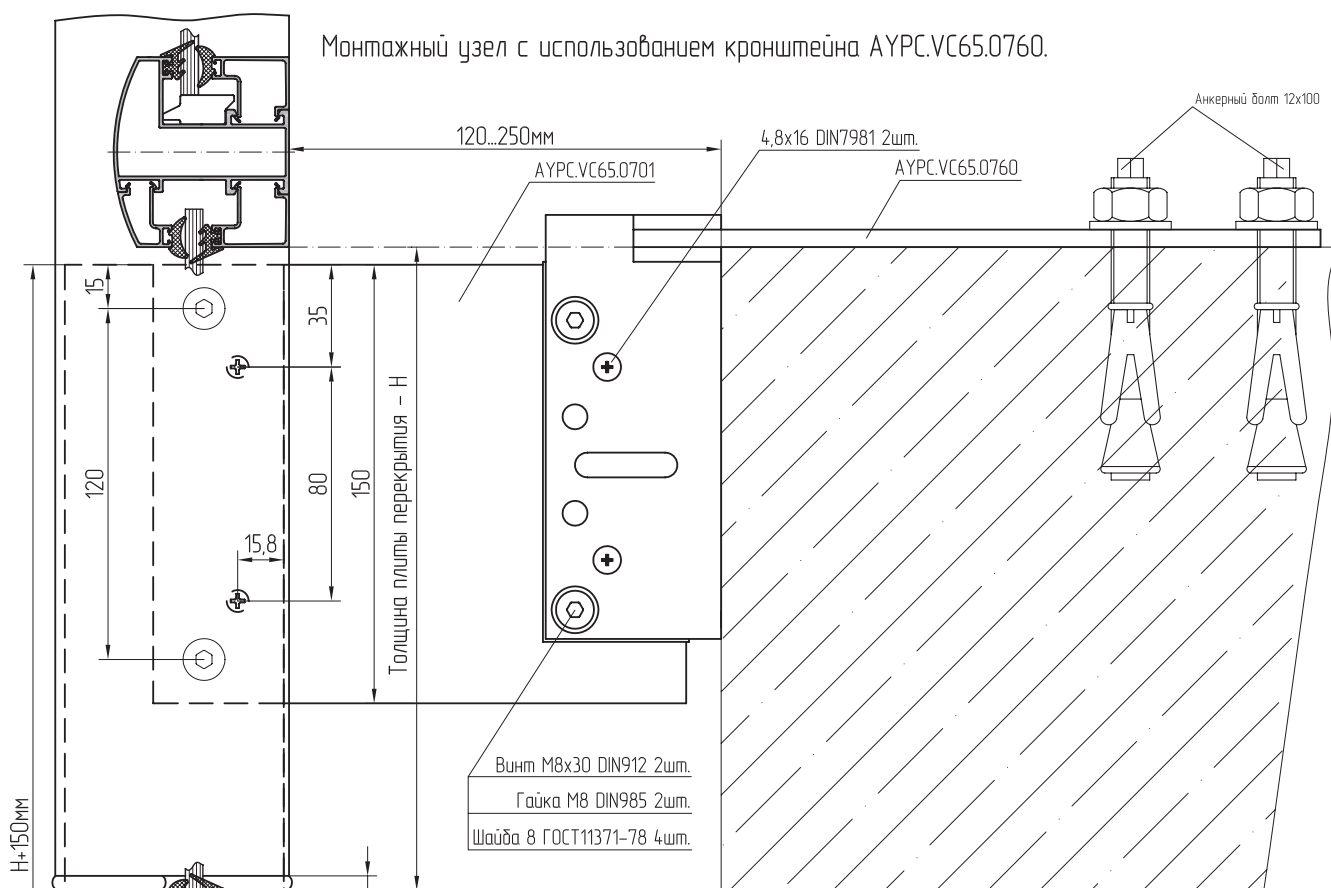 Монтажный узел с использованием кронштейна AYPC.VC65.0760.
Анкерный болт 12х100
120...250мм
4,8х16 DIN7981 2шт.
AYPC.VC65.0701
AYPC.VC65.0760
15
35
120
80
150
Толщина плиты перекрытия - Н
15,8
Винт М8х30 DIN912 2шт.
Гайка М8 DIN985 2шт.
Шайба 8 ГОСТ11371-78 4шт.
Н+150мм